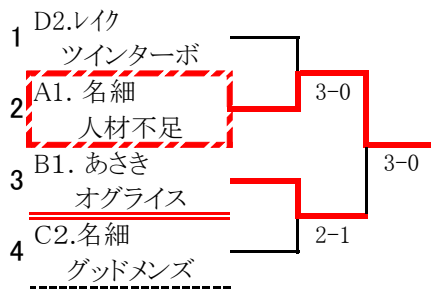 1 D2.レイク
ツインターボ
2 A1. 名細
人材不足
3-0
3 B1. あさき
オグライス
3-0
4 C2.名細
グッドメンズ
2-1